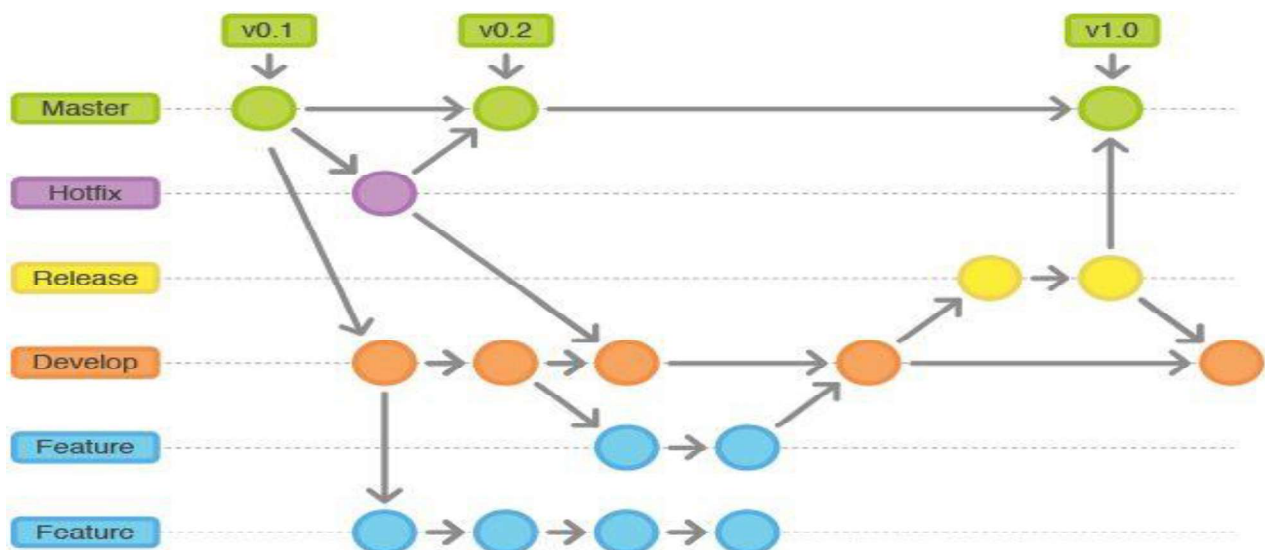 v0.1
v0.2
v1.0
Master
Hotfix
Release
Develop
Feature
Feature